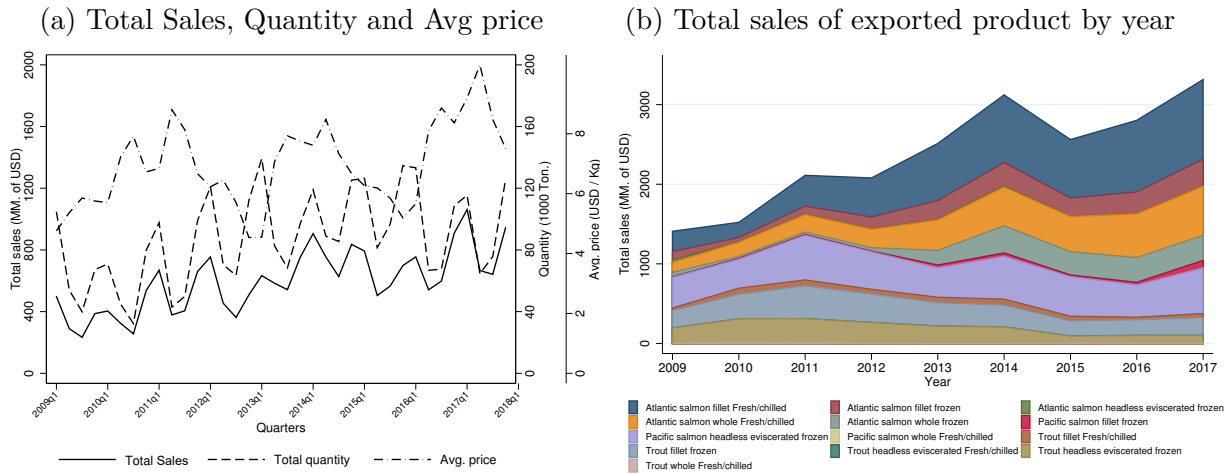 (a) Total Sales, Quantity and Avg price
2000
1600
1200
800
400
0
Total sales (MM. of USD)
200
160
120
80
40
0
Quantity (1000 Ton.)
8
6
4
2
0
Avg. price (USD / Kg)
2009q1 2010q1 2011q1 2012q1 2013q1 2014q1 2015q1 2016q1 2017q1 2018q1
Quarters
Total Sales Total quantity Avg. price
(b) Total sales of exported product by year
3000
2000
1000
0
Total sales (MM. of USD)
2009 2010 2011 2012 2013 2014 2015 2016 2017
Year
Atlantic salmon fillet Fresh/chilled Atlantic salmon fillet frozen Atlantic salmon headless eviscerated frozen
Atlantic salmon whole Fresh/chilled Atlantic salmon whole frozen Pacific salmon fillet frozen
Pacific salmon headless eviscerated frozen Pacific salmon whole Fresh/chilled Trout fillet Fresh/chilled
Trout fillet frozen Trout headless eviscerated Fresh/chilled Trout headless eviscerated frozen
Trout whole Fresh/chilled